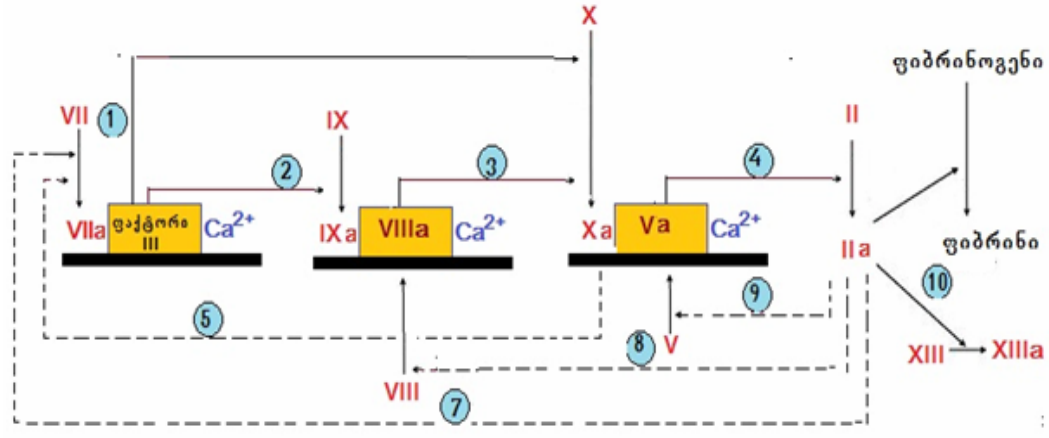 X
ფიბრინოგენი
VII 1
IX
II
2
3
4
VIIa ფაქტორი III Ca2+
IXa VIIIa Ca2+
Xa Va Ca2+
IIa
ფიბრინი
5
9
10
8
V
XIII XIIIa
VIII
7